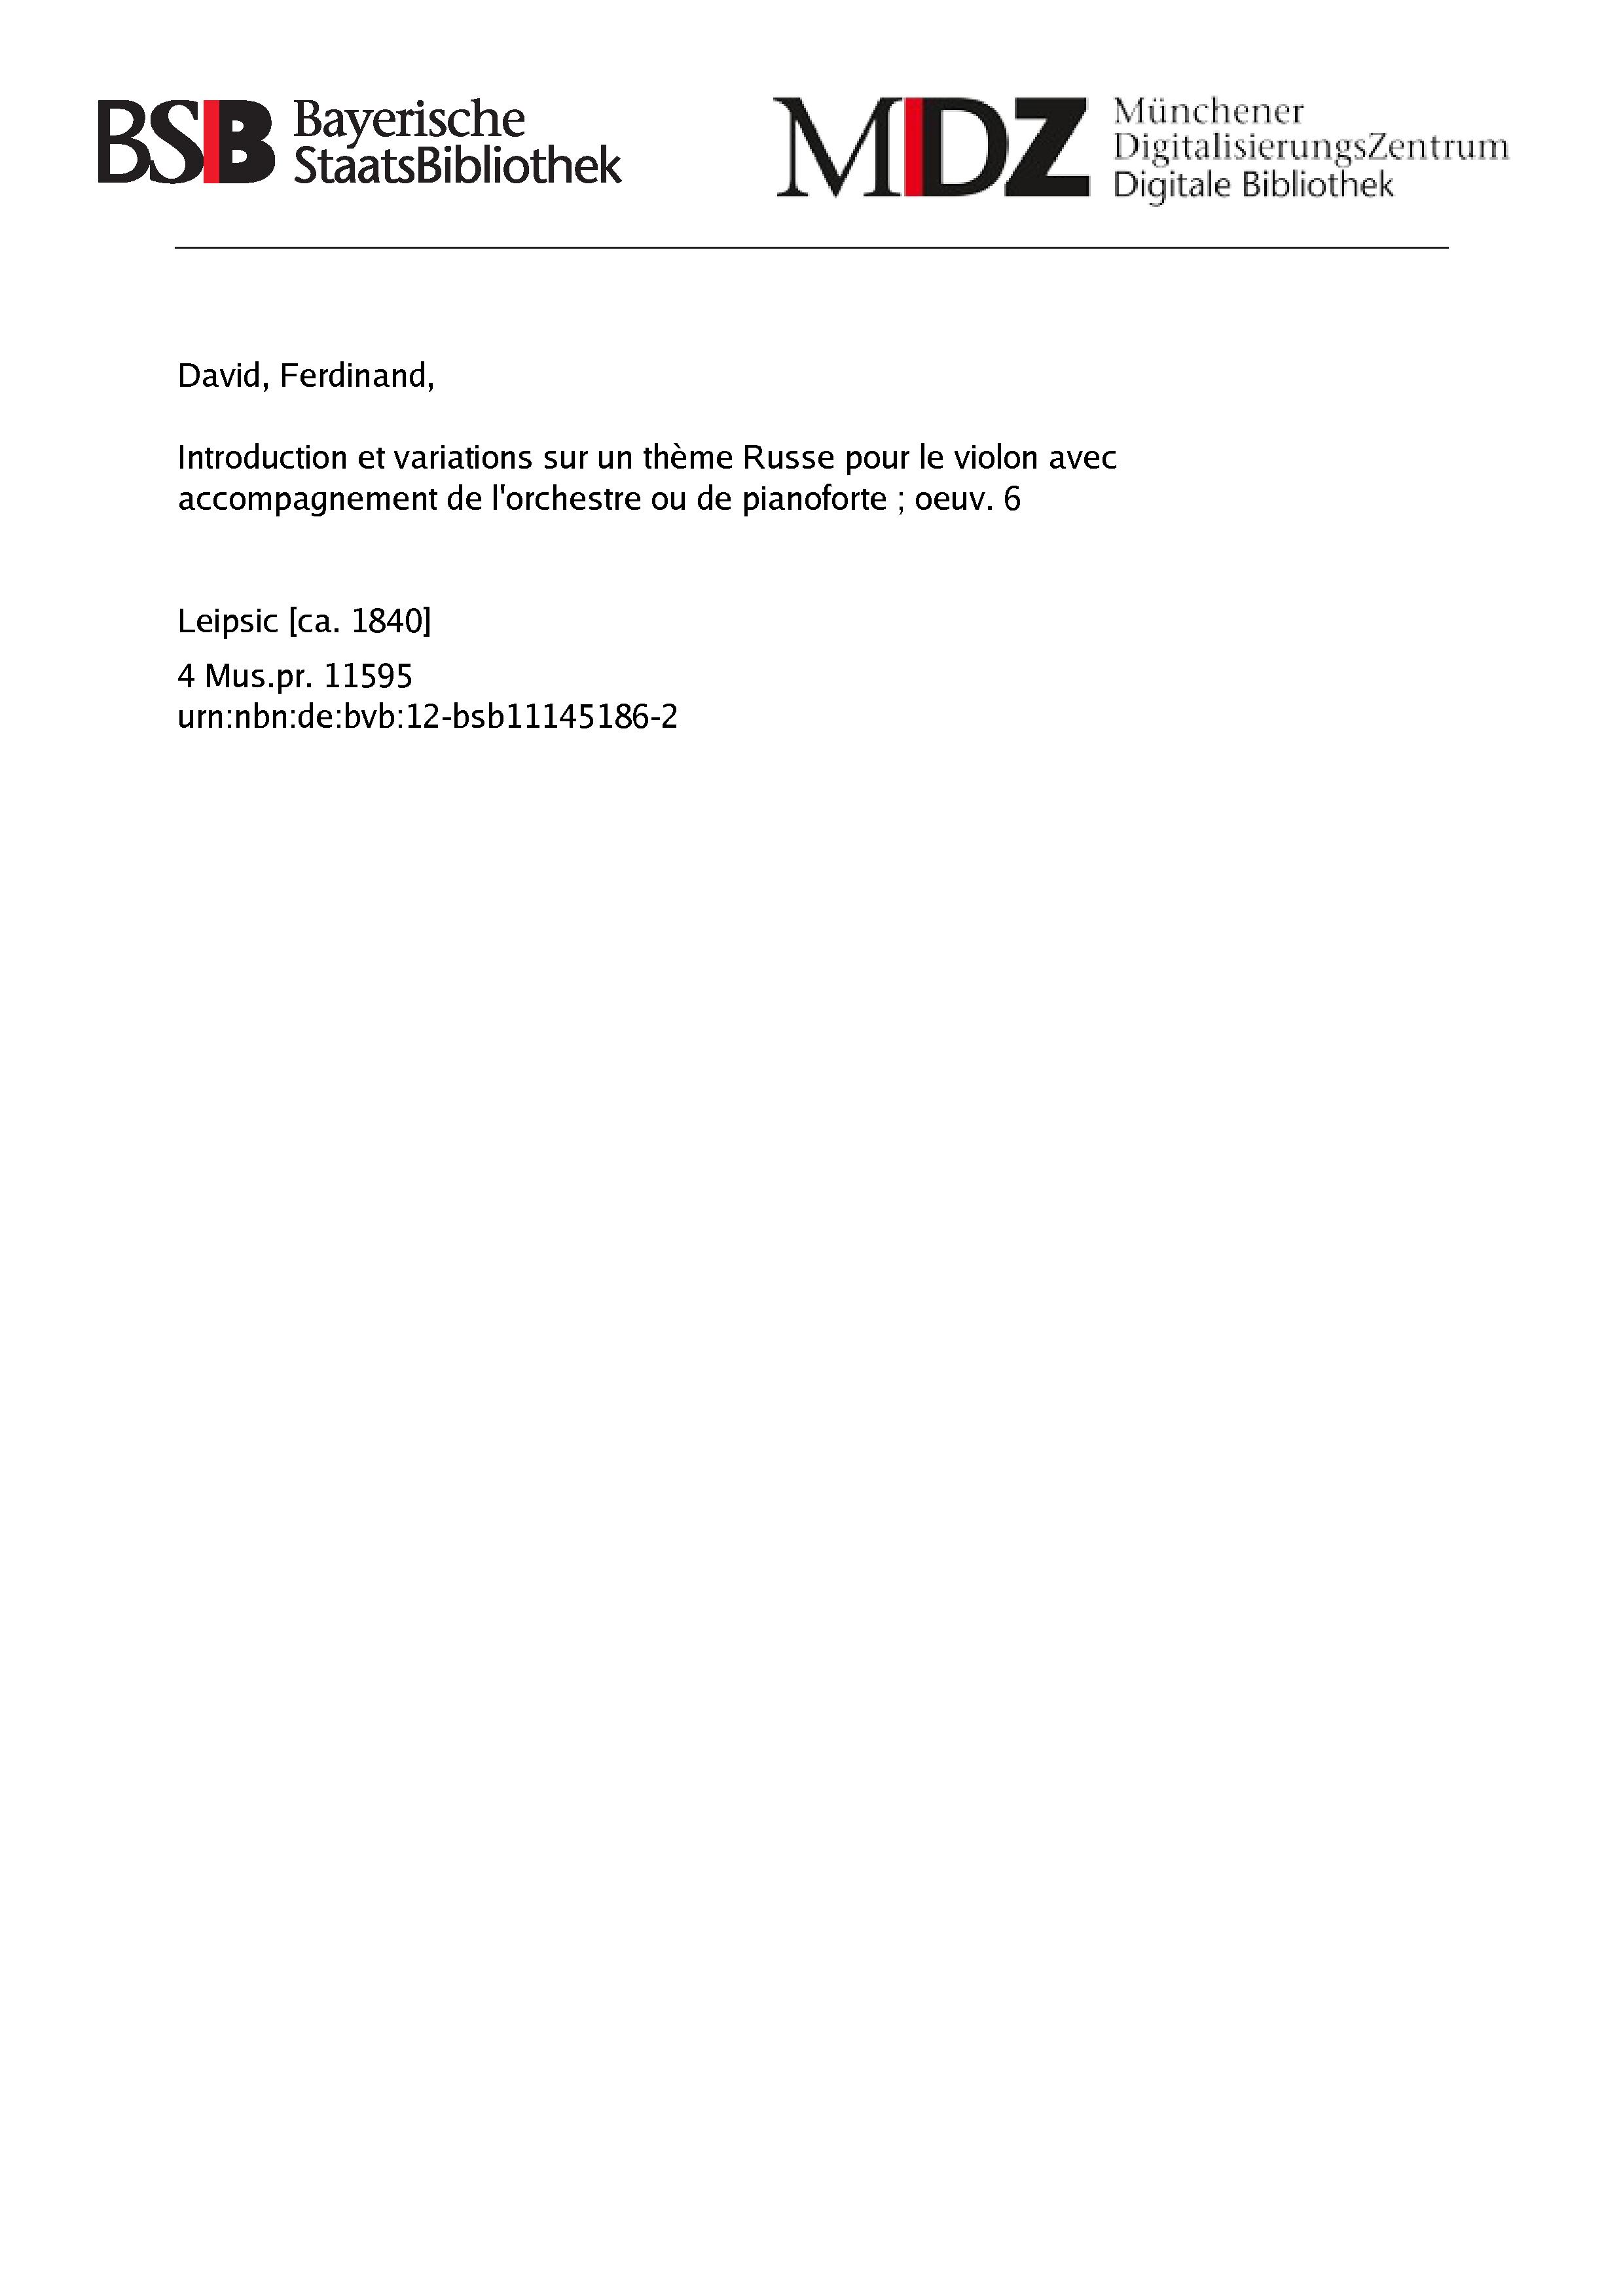 BSB Bayerische
StaatsBibliothek
MDZ Münchener
DigitalisierungsZentrum
Digitale Bibliothek
David, Ferdinand,
Introduction et variations sur un thème Russe pour le violon avec
accompagnement de l'orchestre ou de pianoforte ; oeuv. 6
Leipsic [ca. 1840]
4 Mus.pr. 11595
urn:nbn:de:bvb:12-bsb11145186-2